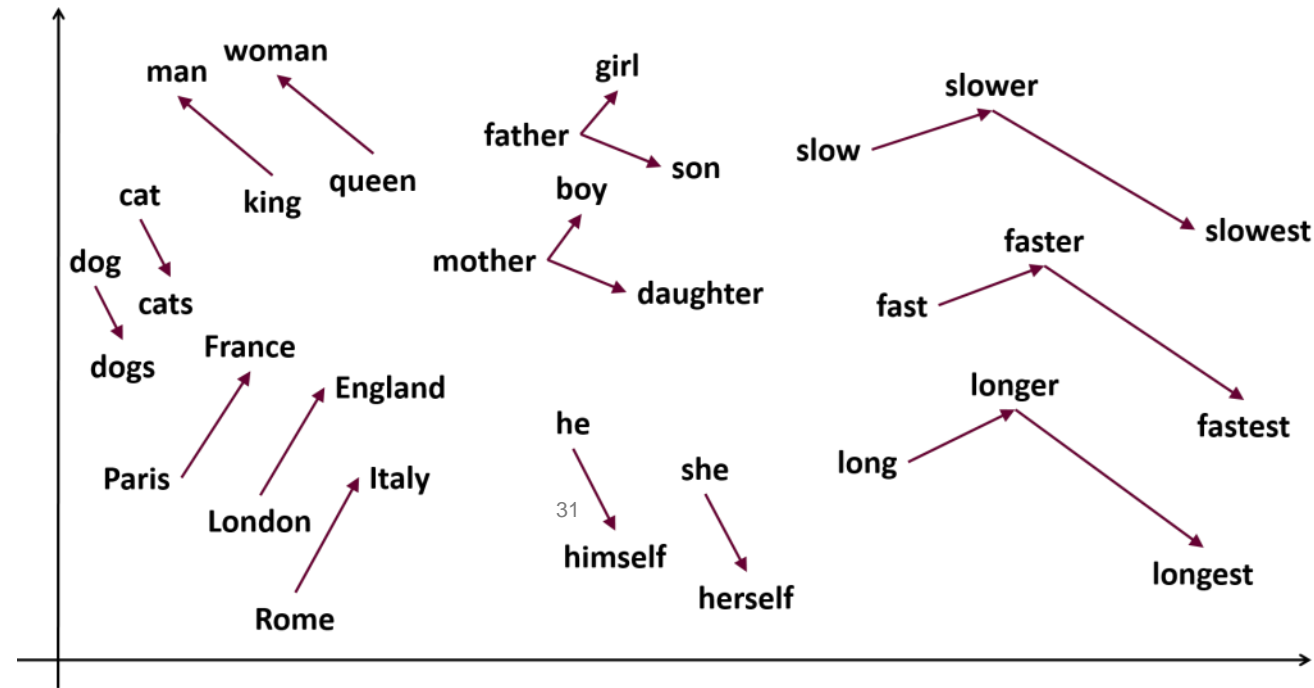 woman
man
girl
slower
father
slow
son
queen
boy
cat
king
slowest
faster
dog
mother
daughter
cats
fast
France
dogs
England
longer
he
fastest
Paris
Italy
she
long
31
London
himself
longest
herself
Rome